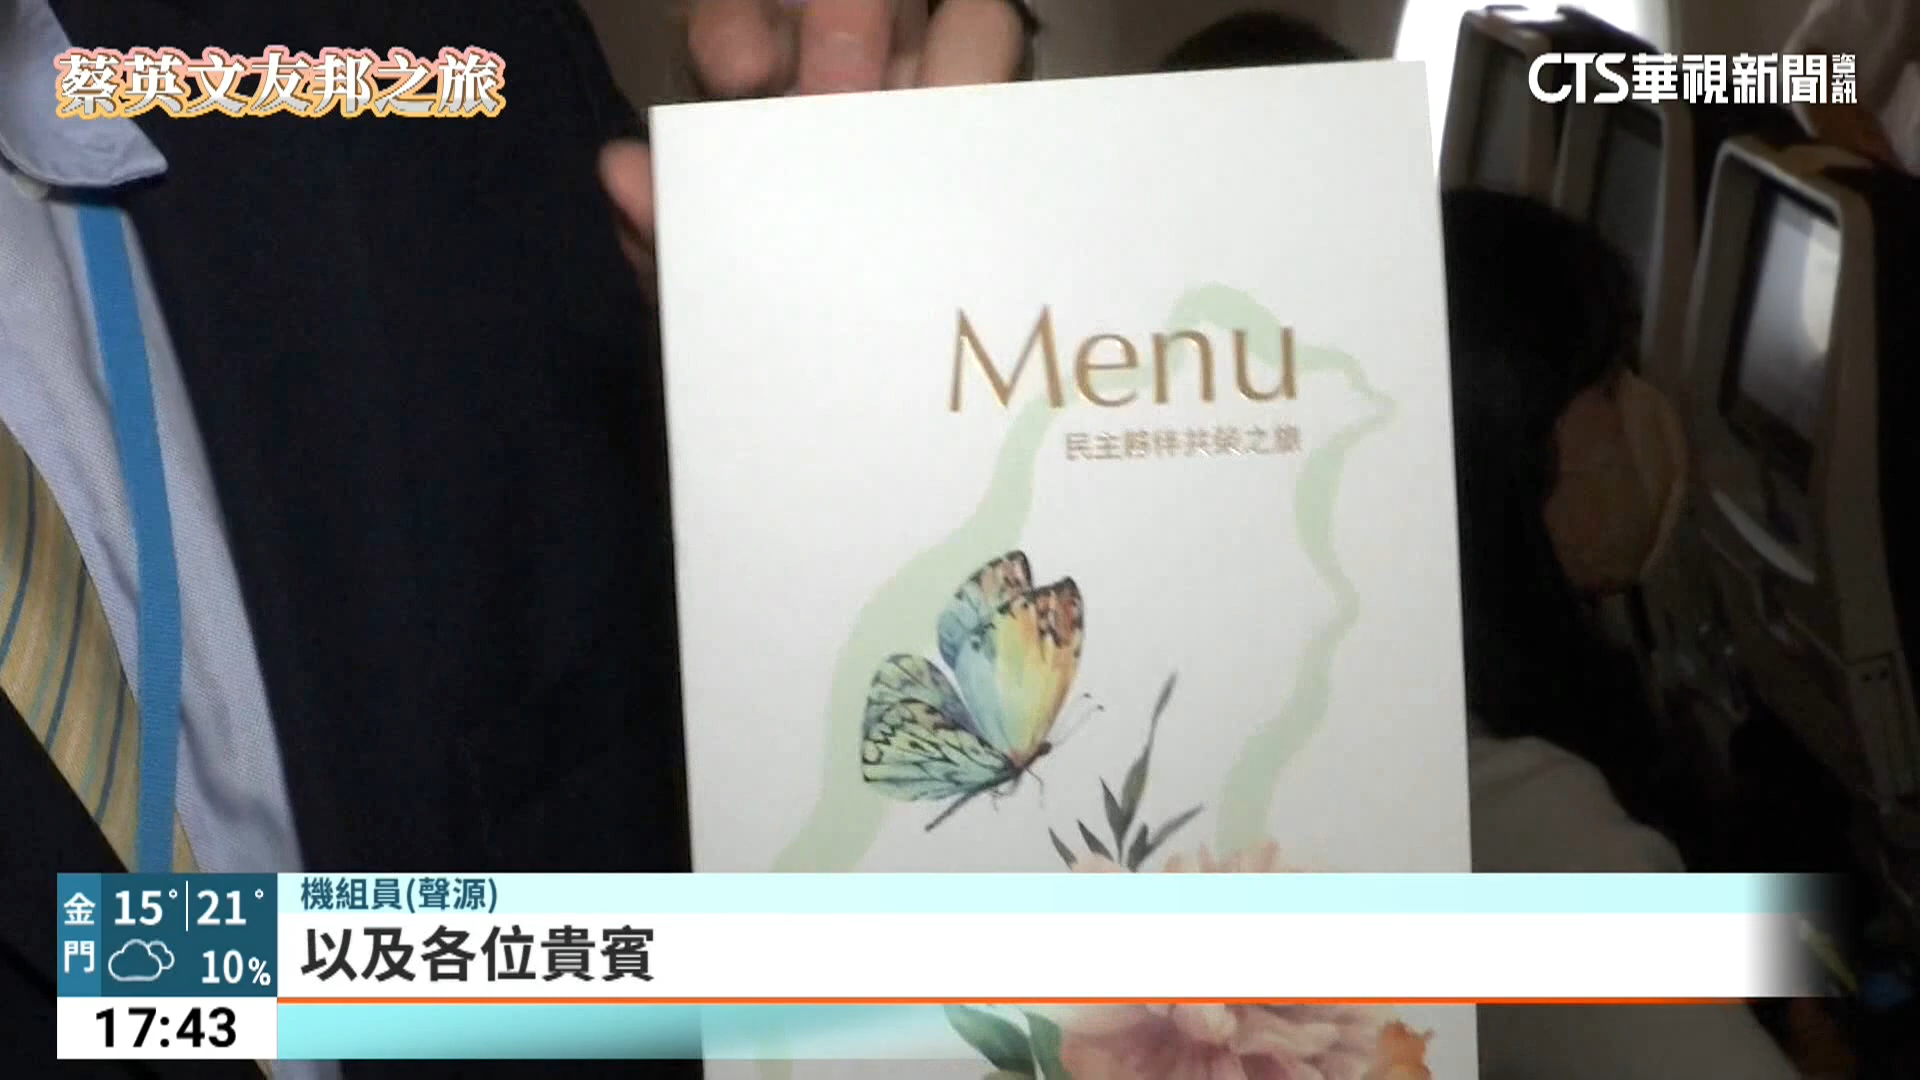 蔡英文友邦之旅
CTS華視新聞資訊
Menu
民主夥伴共榮之旅
金門
15° 21°
10%
17:43
機組員(聲源)
以及各位貴賓